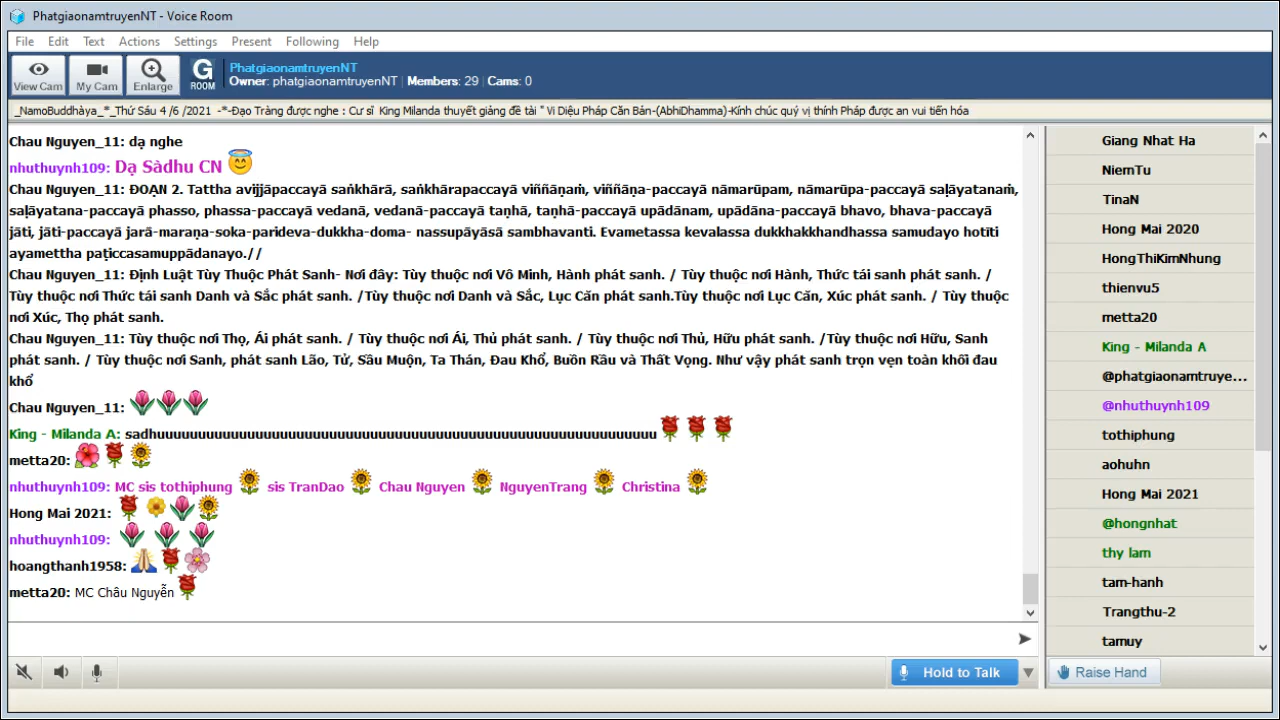 PhatgiaonamtruyenNT - Voice Room
File Edit Text Actions Settings Present Following Help
View Cam
My Cam
Enlarge
G
ROOM
PhatgiaonamtruyenNT
Owner: phatgiaonamtruyenNT | Members: 29 | Cams: 0
_NamoBuddhàya_*_Thứ Sáu 4 /6 /2021 -*-Đạo Tràng được nghe : Cư sĩ King Milanda thuyết giảng đề tài " Vi Diệu Pháp Căn Bản-(AbhiDhamma)-Kính chúc quý vị thính Pháp được an vui tiến hóa
Chau Nguyen_11: dạ nghe
nhuthuynh109: Dạ Sàdhu CN
Chau Nguyen_11: ĐOẠN 2. Tattha avijjāpaccayā saṅkhārā, saṅkhārapaccayā viññāṇaṁ, viññāṇa-paccayā nāmarūpam, nāmarūpa-paccayā saḷāyatanaṁ,
saḷāyatana-paccayā phasso, phassa-paccayā vedanā, vedanā-paccayā taṇhā, taṇhā-paccayā upādānam, upādāna-paccayā bhavo, bhava-paccayā
jāti, jāti-paccayā jarā-maraṇa-soka-parideva-dukkha-doma- nassupāyāsā sambhavanti. Evametassa kevalassa dukkhakkhandhassa samudayo hotīti
ayamettha paṭiccasamuppādanayo.//
Chau Nguyen_11: Định Luật Tùy Thuộc Phát Sanh- Nơi đây: Tùy thuộc nơi Vô Minh, Hành phát sanh. / Tùy thuộc nơi Hành, Thức tái sanh phát sanh. /
Tùy thuộc nơi Thức tái sanh Danh và Sắc phát sanh. /Tùy thuộc nơi Danh và Sắc, Lục Căn phát sanh.Tùy thuộc nơi Lục Căn, Xúc phát sanh. / Tùy thuộc
nơi Xúc, Thọ phát sanh.
Chau Nguyen_11: Tùy thuộc nơi Thọ, Ái phát sanh. / Tùy thuộc nơi Ái, Thủ phát sanh. / Tùy thuộc nơi Thủ, Hữu phát sanh. /Tùy thuộc nơi Hữu, Sanh
phát sanh. / Tùy thuộc nơi Sanh, phát sanh Lão, Tử, Sầu Muộn, Ta Thán, Đau Khổ, Buồn Rầu và Thất Vọng. Như vậy phát sanh trọn vẹn toàn khối đau
khổ
Chau Nguyen_11:
King - Milanda A: sadhuuuuuuuuuuuuuuuuuuuuuuuuuuuuuuuuuuuuuuuuuuuuuuuuuuuuuuuuuuuu
metta20:
nhuthuynh109: MC sis tothiphung sis TranDao Chau Nguyen NguyenTrang Christina
Hong Mai 2021:
nhuthuynh109:
hoangthanh1958:
metta20: MC Châu Nguyễn
Hold to Talk
Giang Nhat Ha
NiemTu
TinaN
Hong Mai 2020
HongThiKimNhung
thienvu5
metta20
King - Milanda A
@phatgiaonamtruye...
@nhuthuynh109
tothiphung
aohuhn
Hong Mai 2021
@hongnhat
thy lam
tam-hanh
Trangthu-2
tamuy
Raise Hand